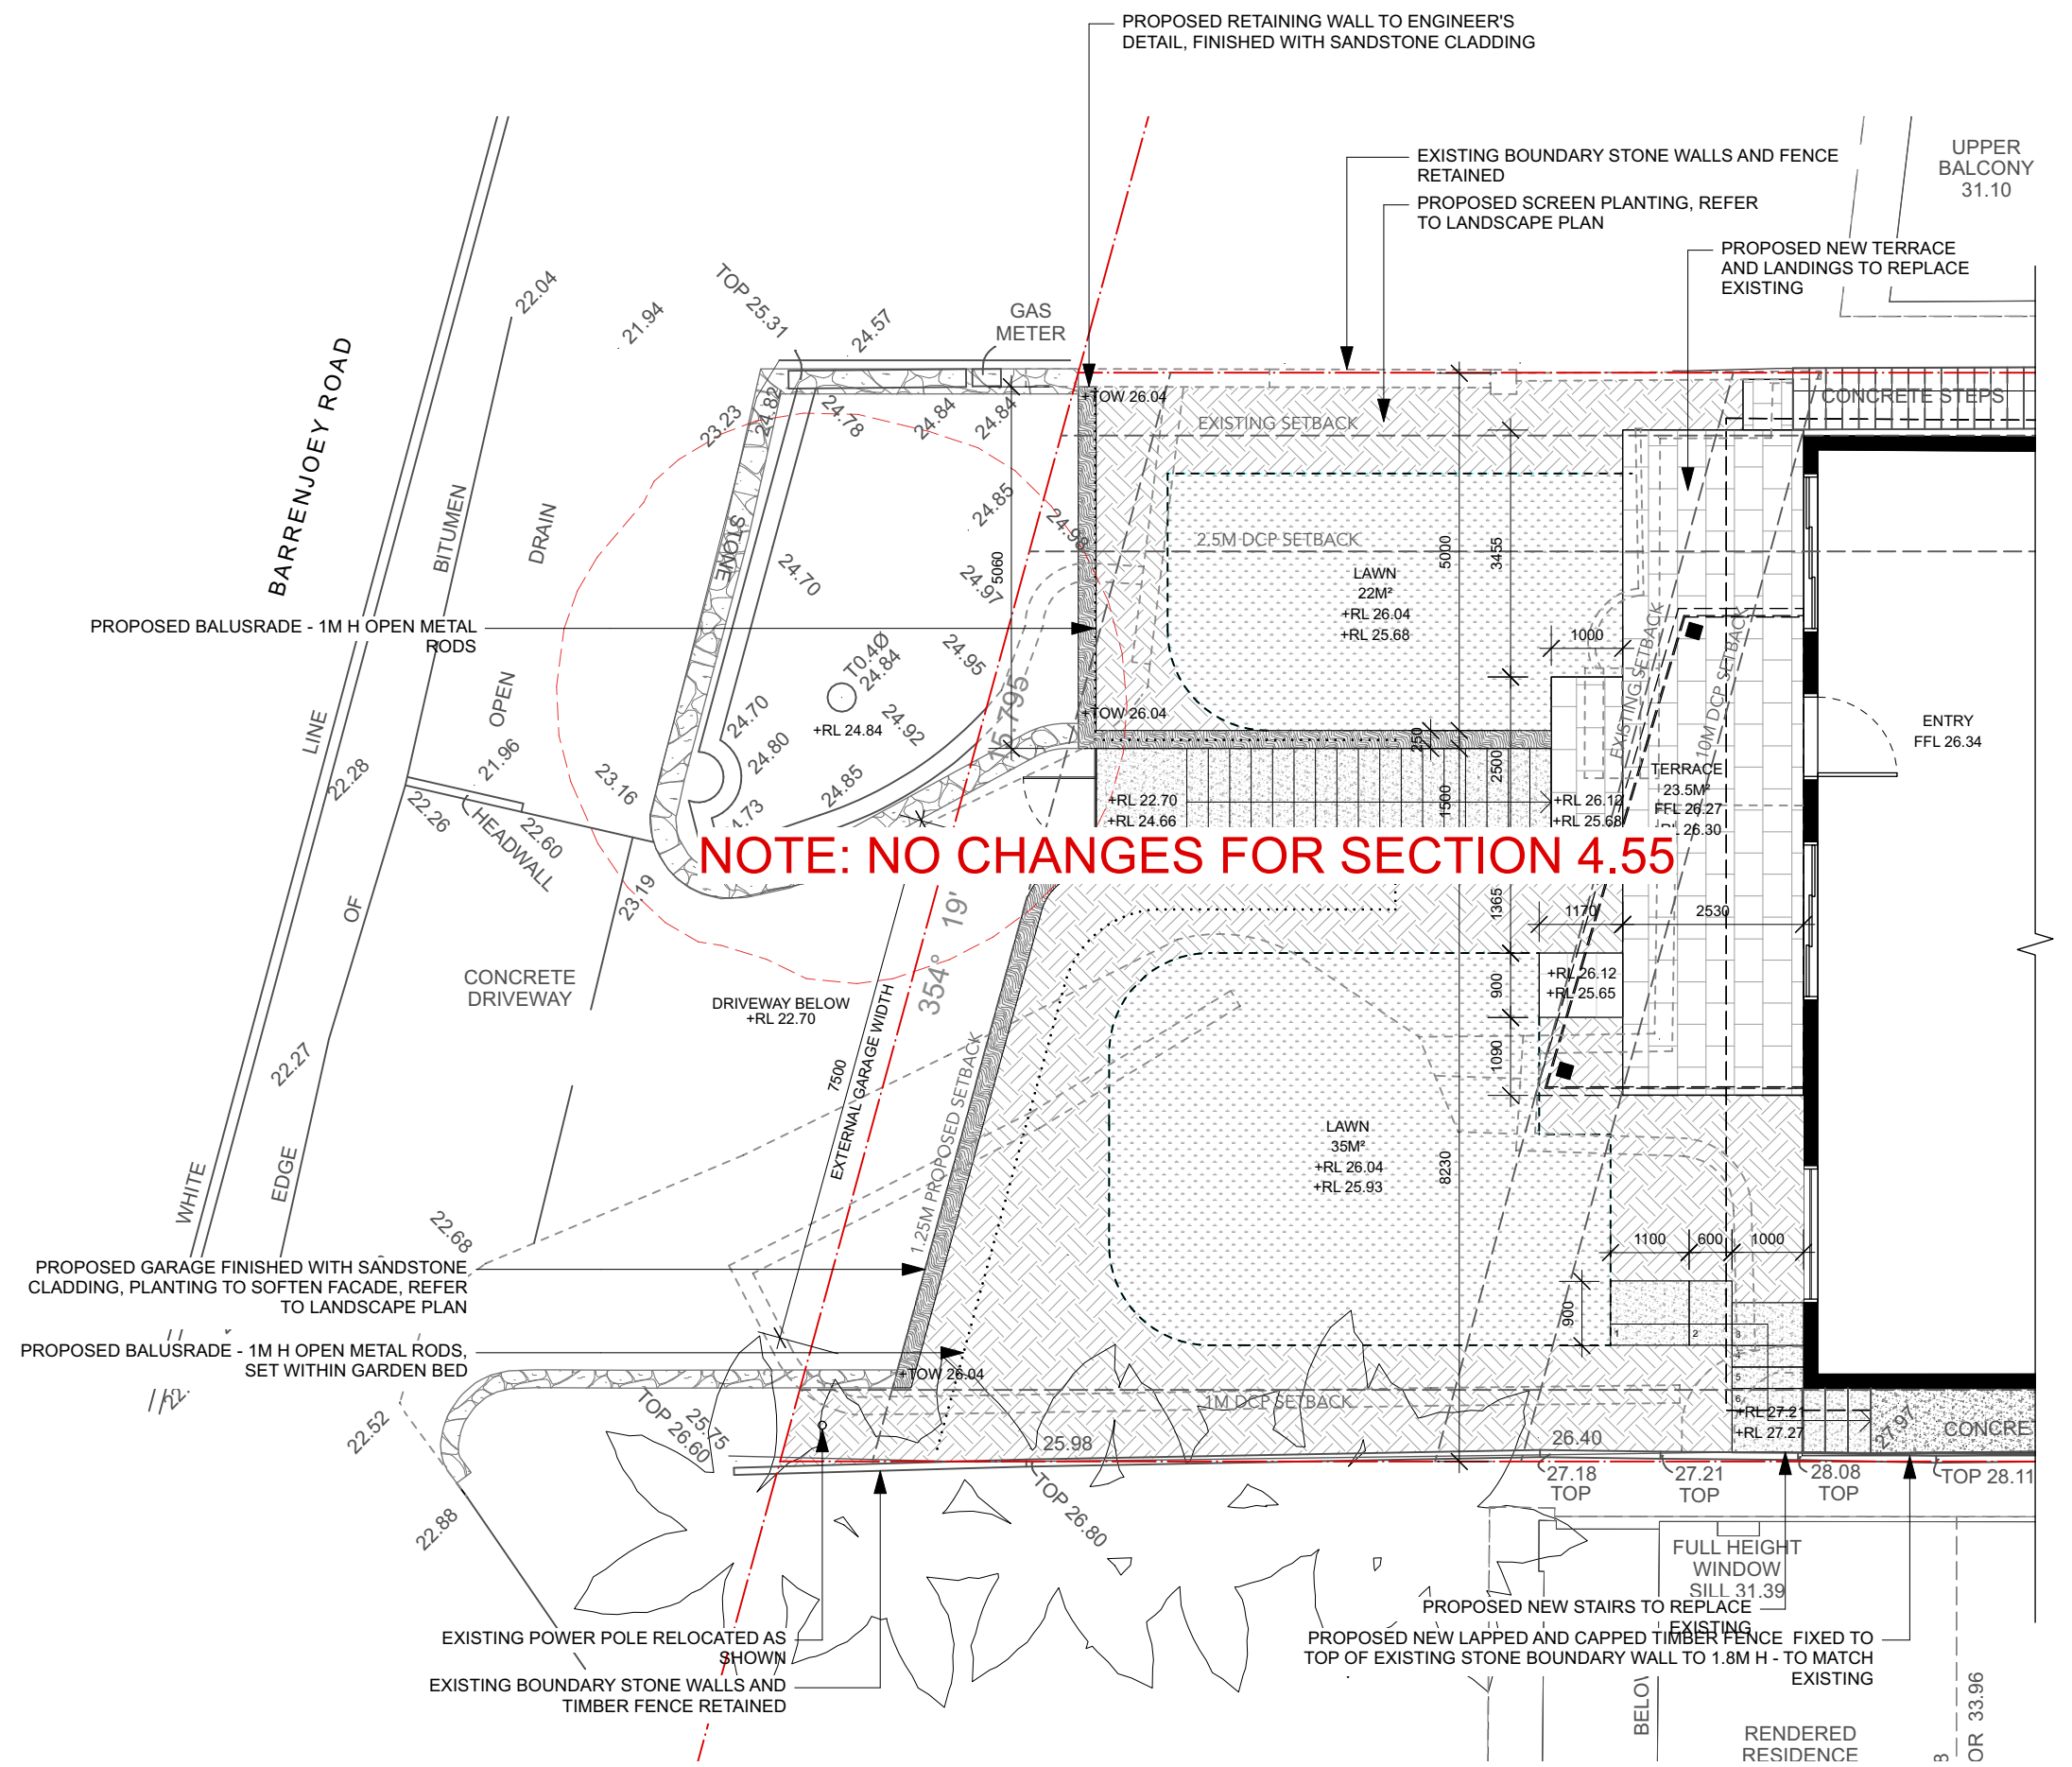 PROPOSED RETAINING WALL TO ENGINEER'S
DETAIL, FINISHED WITH SANDSTONE CLADDING
EXISTING BOUNDARY STONE WALLS AND FENCE
RETAINED
PROPOSED SCREEN PLANTING, REFER
TO LANDSCAPE PLAN
UPPER
BALCONY
31.10
PROPOSED NEW TERRACE
AND LANDINGS TO REPLACE
EXISTING
22.04
21.94
TOP 25.31
24.57
GAS
METER
BARRENJOEY ROAD
BITUMEN
DRAIN
23.23
24.82
24.78
24.84
24.84
+TOW 26.04
EXISTING SETBACK
CONCRETE STEPS
STONE
24.85
24.98
24.70
24.97
5060
2.5M DCP SETBACK
5000
3455
LAWN
22M²
+RL 26.04
+RL 25.68
1000
PROPOSED BALUSRADE - 1M H OPEN METAL
RODS
T0.4Ø
24.84
24.95
+RL 24.84
24.92
24.70
24.80
24.85
5.795
+TOW 26.04
EXISTING SETBACK
10M DCP SETBACK
ENTRY
FFL 26.34
OPEN
LINE
21.96
22.28
22.26
HEADWALL
22.60
23.16
4.73
250
2500
1500
+RL 22.70
+RL 24.66
+RL 26.12
+RL 25.68
TERRACE
23.5M²
FFL 26.27
RL 26.30
NOTE: NO CHANGES FOR SECTION 4.55
23.19
OF
19'
354°
1365
1170
2530
CONCRETE
DRIVEWAY
DRIVEWAY BELOW
+RL 22.70
900
+RL 26.12
+RL 25.65
22.27
7500
EXTERNAL GARAGE WIDTH
1090
1.25M PROPOSED SETBACK
LAWN
35M²
+RL 26.04
+RL 25.93
8230
WHITE
EDGE
22.68
1100
600
1000
PROPOSED GARAGE FINISHED WITH SANDSTONE
CLADDING, PLANTING TO SOFTEN FACADE, REFER
TO LANDSCAPE PLAN
900
1
2
3
4
5
6
PROPOSED BALUSRADE - 1M H OPEN METAL RODS,
SET WITHIN GARDEN BED
+TOW 26.04
1M DCP SETBACK
+RL 27.21
+RL 27.27
27.97
CONCRE
22.52
25.75
TOP 26.60
25.98
26.40
27.18
TOP
27.21
TOP
28.08
TOP
TOP 28.11
22.88
TOP 26.80
FULL HEIGHT
WINDOW
SILL 31.39
PROPOSED NEW STAIRS TO REPLACE
EXISTING
EXISTING POWER POLE RELOCATED AS
SHOWN
PROPOSED NEW LAPPED AND CAPPED TIMBER FENCE FIXED TO
TOP OF EXISTING STONE BOUNDARY WALL TO 1.8M H - TO MATCH
EXISTING
EXISTING BOUNDARY STONE WALLS AND
TIMBER FENCE RETAINED
RENDERED
RESIDENCE
OR 33.96